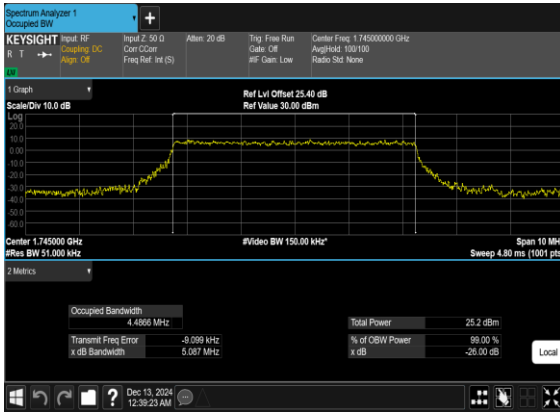 Spectrum Analyzer 1
Occupied BW
+
KEYSIGHT Input: RF Input Z: 50 Ω Atten: 20 dB Trig: Free Run Center Freq: 1.745000000 GHz
R T Coupling: DC Corr CCorr Gate: Off Avg|Hold: 100/100
Align: Off Freq Ref: Int (S) #IF Gain: Low Radio Std: None
1 Graph
Ref Lvl Offset 25.40 dB
Scale/Div 10.0 dB Ref Value 30.00 dBm
Log
20.0
10.0
0.00
-10.0
-20.0
-30.0
-40.0
-50.0
-60.0
Center 1.745000 GHz #Video BW 150.00 kHz* Span 10 MH
#Res BW 51.000 kHz Sweep 4.80 ms (1001 pts
2 Metrics
Occupied Bandwidth
4.4866 MHz Total Power 25.2 dBm
Transmit Freq Error -9.099 kHz % of OBW Power 99.00 %
x dB Bandwidth 5.087 MHz x dB -26.00 dB
Local
? Dec 13, 2024
12:39:23 AM